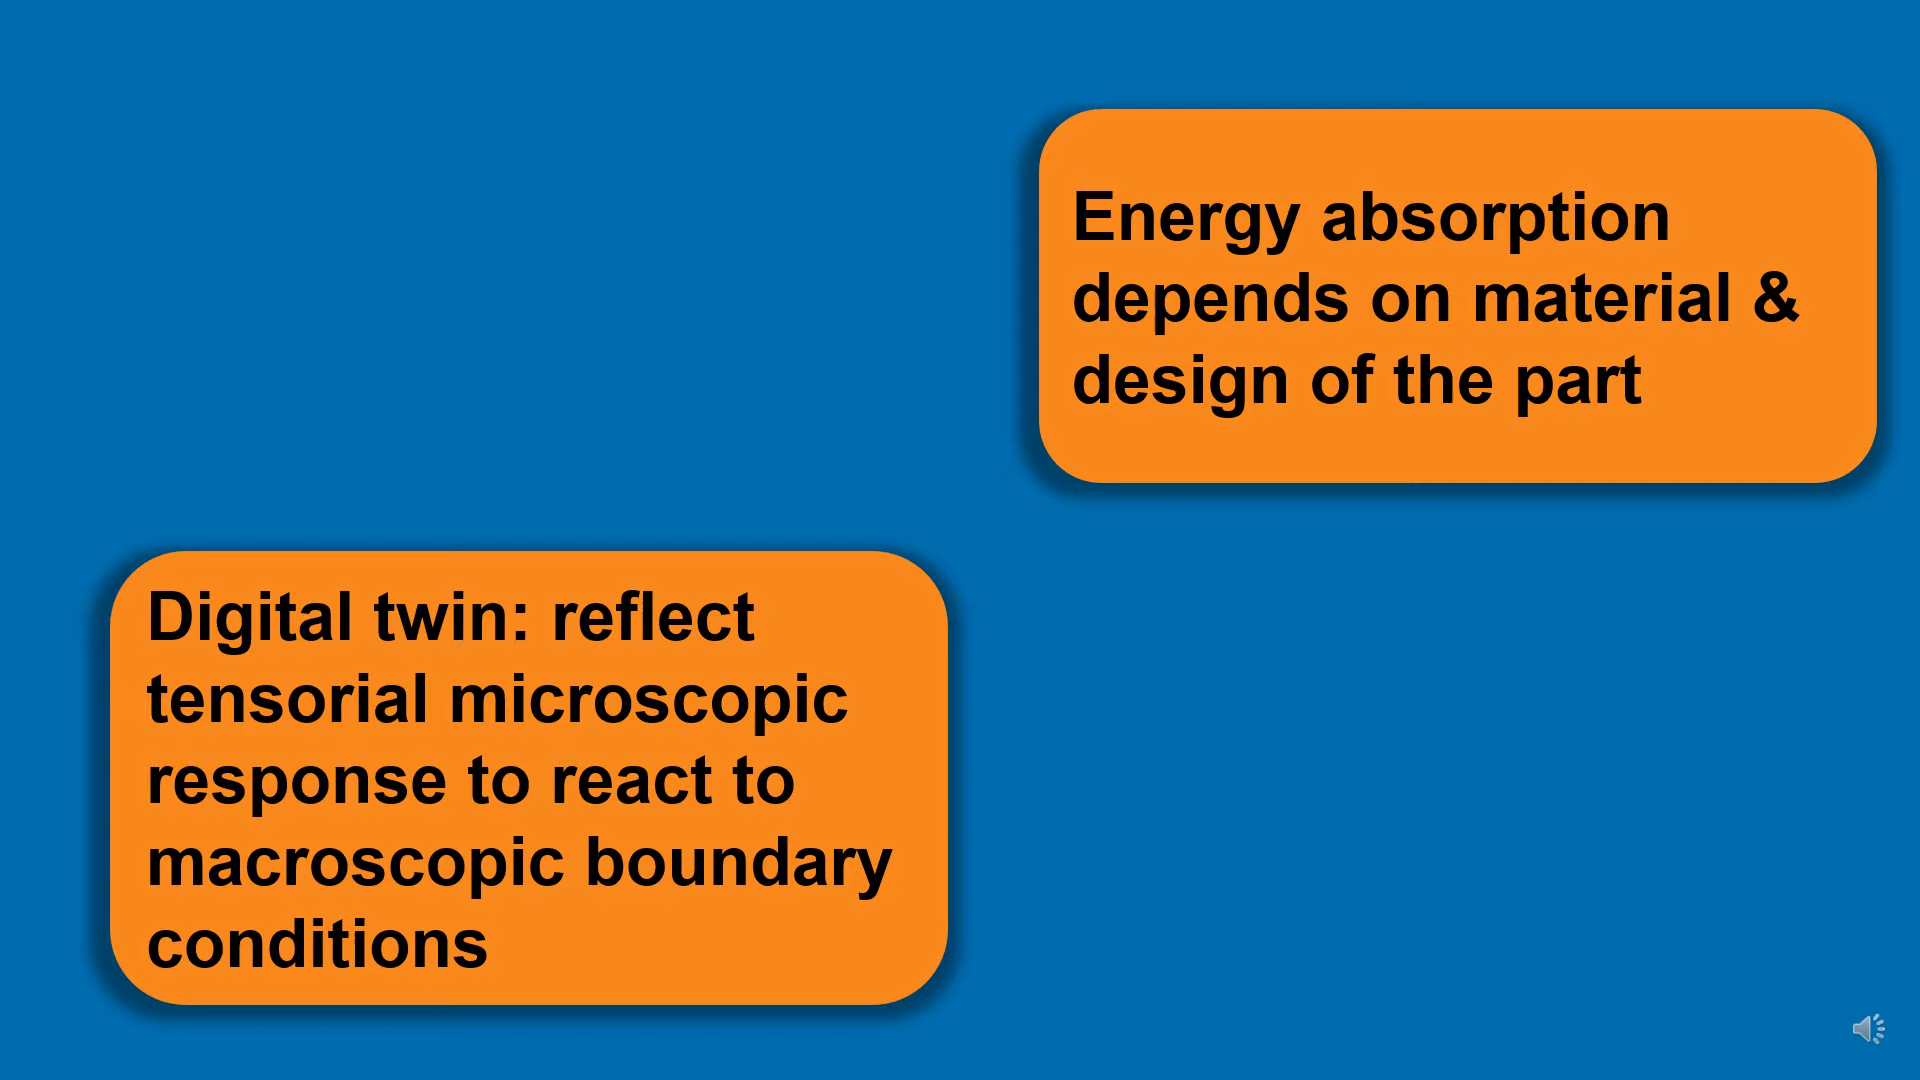 Energy absorption
depends on material &
design of the part
Digital twin: reflect
tensorial microscopic
response to react to
macroscopic boundary
conditions